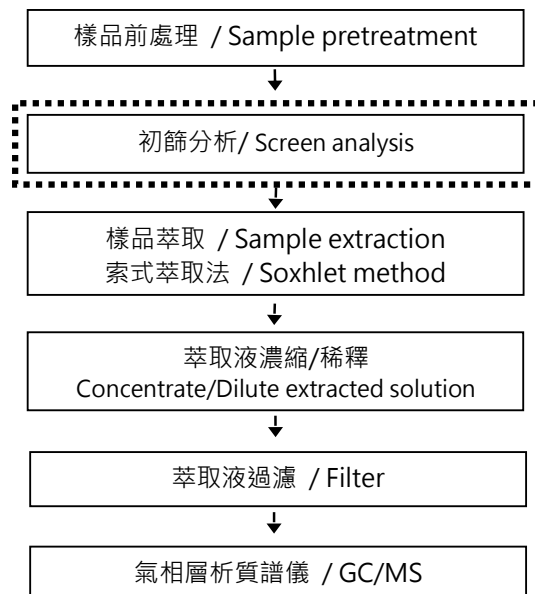 樣品前處理 / Sample pretreatment
初篩分析/ Screen analysis
樣品萃取 / Sample extraction
索式萃取法 / Soxhlet method
萃取液濃縮/稀釋
Concentrate/Dilute extracted solution
萃取液過濾 / Filter
氣相層析質譜儀 / GC/MS